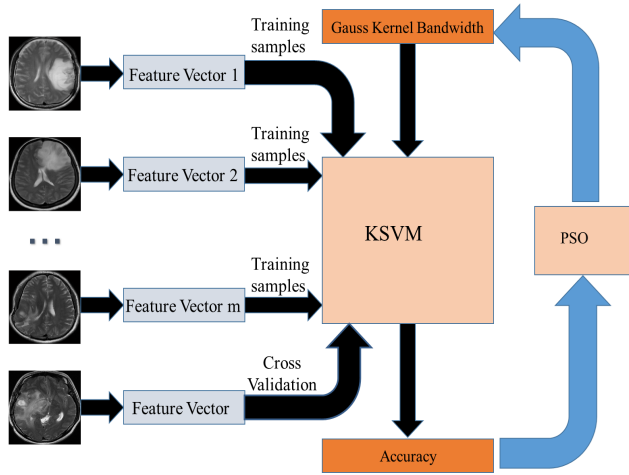 Training
samples
Gauss Kernel Bandwidth
Feature Vector 1
Training
samples
Feature Vector 2
KSVM
PSO
...
Training
samples
Feature Vector m
Cross
Validation
Feature Vector
Accuracy